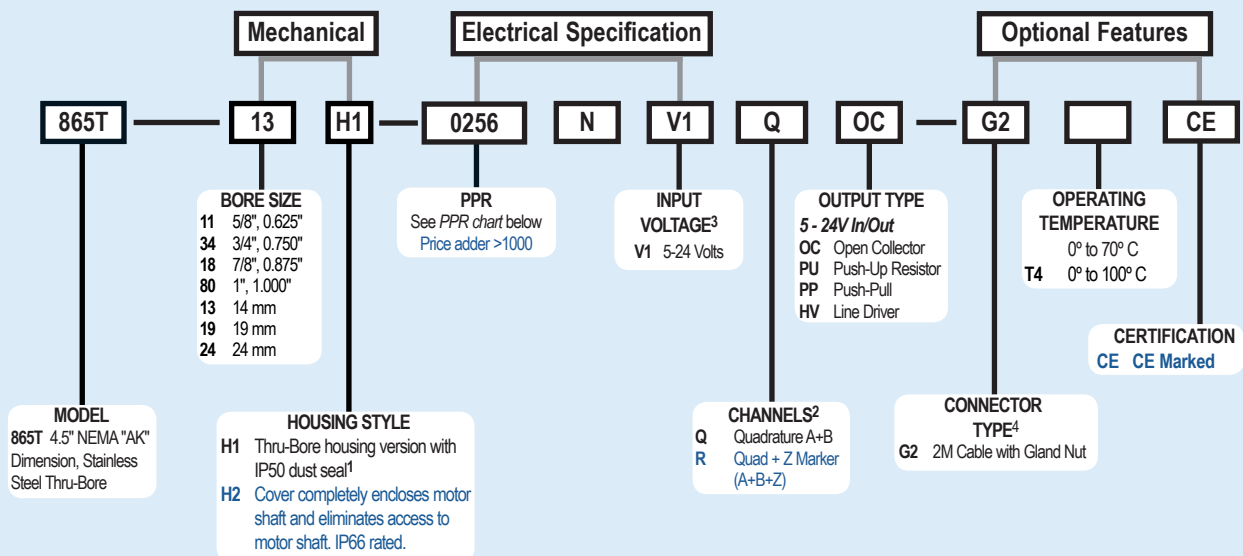 Mechanical
Electrical Specification
Optional Features
865T
13
H1
0256
N
V1
Q
OC
G2
CE
BORE SIZE
11 5/8", 0.625"
34 3/4", 0.750"
18 7/8", 0.875"
80 1", 1.000"
13 14 mm
19 19 mm
24 24 mm
PPR
See PPR chart below
Price adder >1000
INPUT
VOLTAGE³
V1 5-24 Volts
OUTPUT TYPE
5 - 24V In/Out
OC Open Collector
PU Push-Up Resistor
PP Push-Pull
HV Line Driver
OPERATING
TEMPERATURE
0º to 70º C
T4 0º to 100º C
CERTIFICATION
CE CE Marked
MODEL
865T 4.5" NEMA "AK"
Dimension, Stainless
Steel Thru-Bore
HOUSING STYLE
H1 Thru-Bore housing version with
IP50 dust seal¹
H2 Cover completely encloses motor
shaft and eliminates access to
motor shaft. IP66 rated.
CHANNELS²
Q Quadrature A+B
R Quad + Z Marker
(A+B+Z)
CONNECTOR
TYPE⁴
G2 2M Cable with Gland Nut